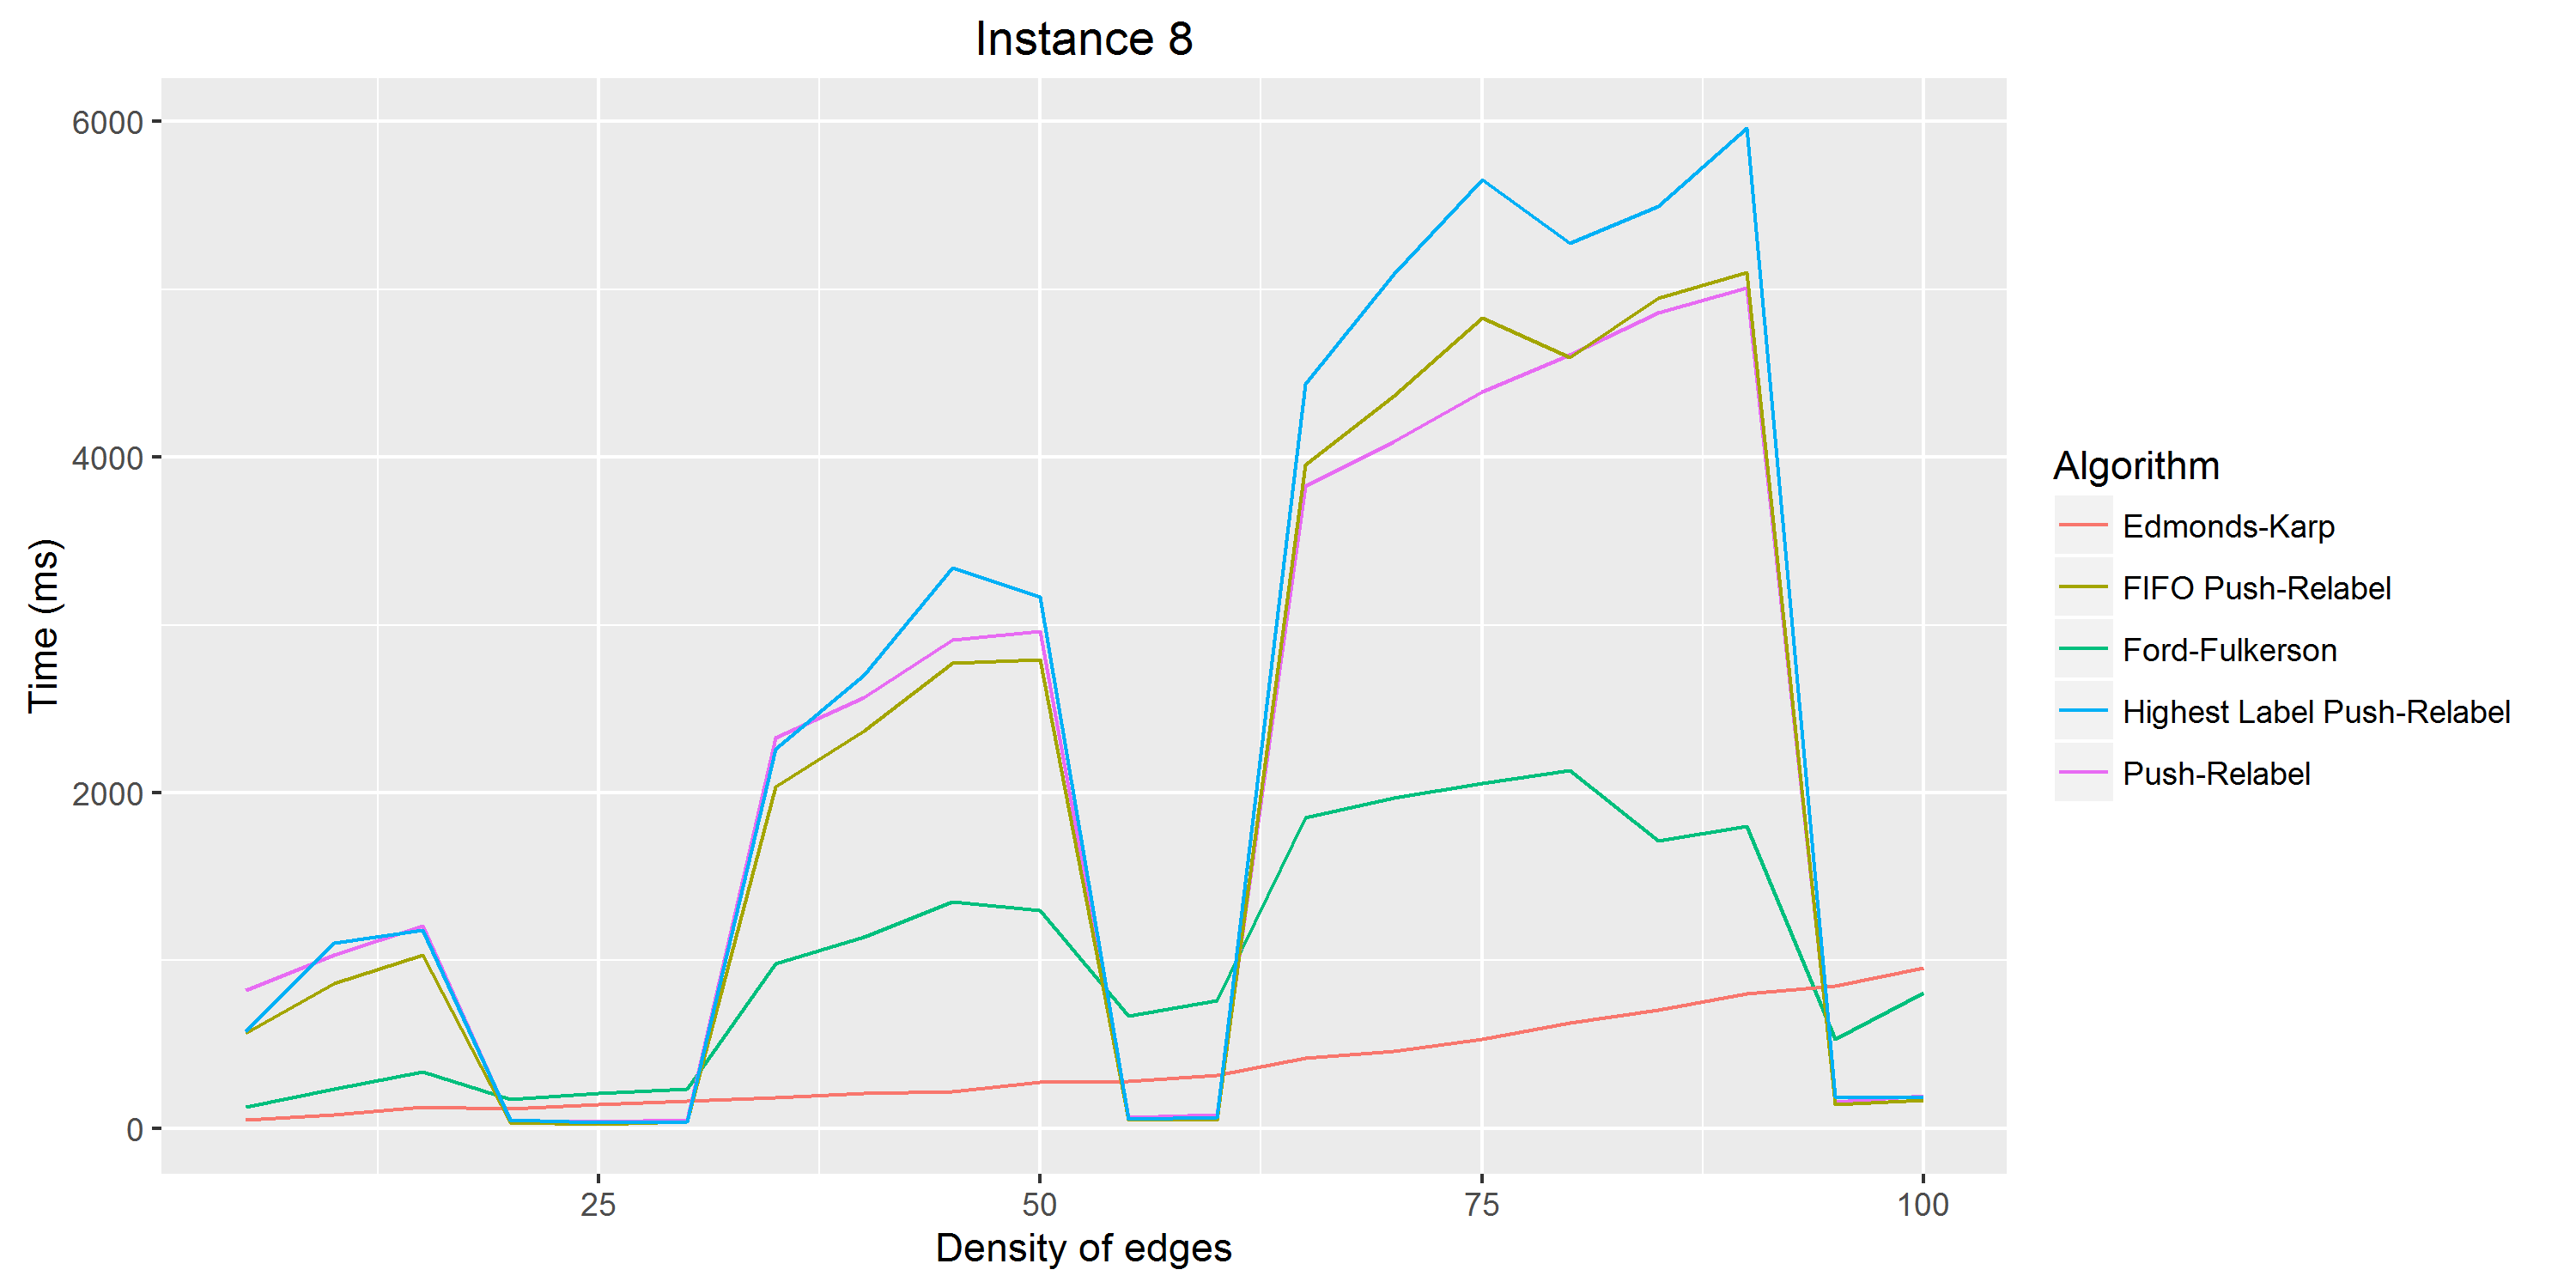 Instance 8
6000
4000
2000
0
Time (ms)
25 50 75 100
Density of edges
Algorithm
Edmonds-Karp
FIFO Push-Relabel
Ford-Fulkerson
Highest Label Push-Relabel
Push-Relabel